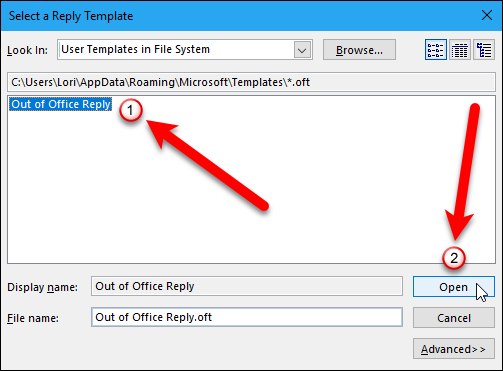 Select a Reply Template
Look In: User Templates in File System Browse...
C:\Users\Lori\AppData\Roaming\Microsoft\Templates\*.oft
Out of Office Reply 1
2
Display name: Out of Office Reply Open
File name: Out of Office Reply.oft Cancel
Advanced>>